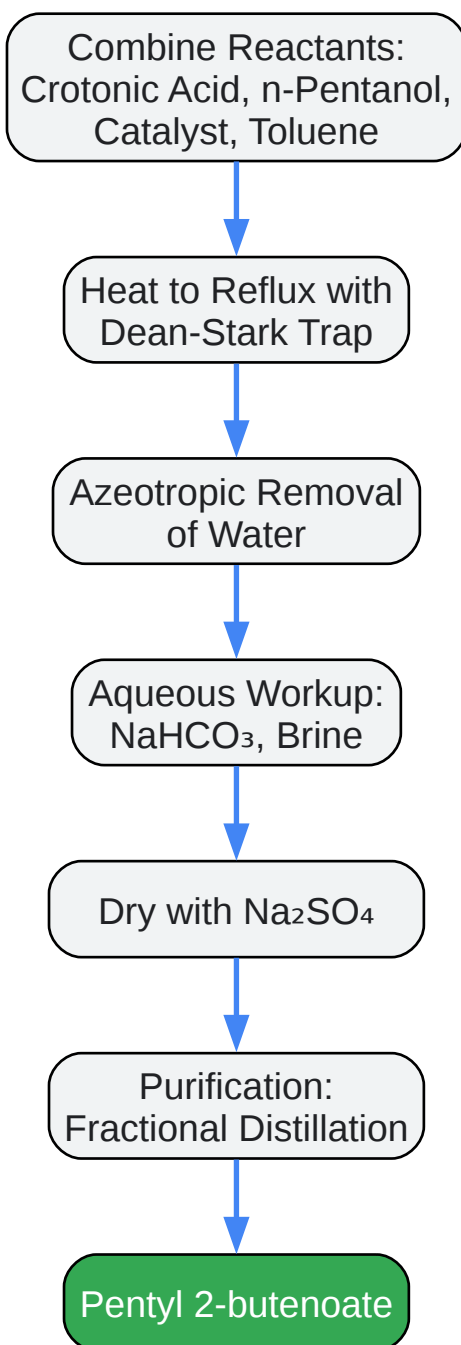 Combine Reactants:
Crotonic Acid, n-Pentanol,
Catalyst, Toluene
Heat to Reflux with
Dean-Stark Trap
Azeotropic Removal
of Water
Aqueous Workup:
NaHCO₃, Brine
Dry with Na₂SO₄
Purification:
Fractional Distillation
Pentyl 2-butenoate